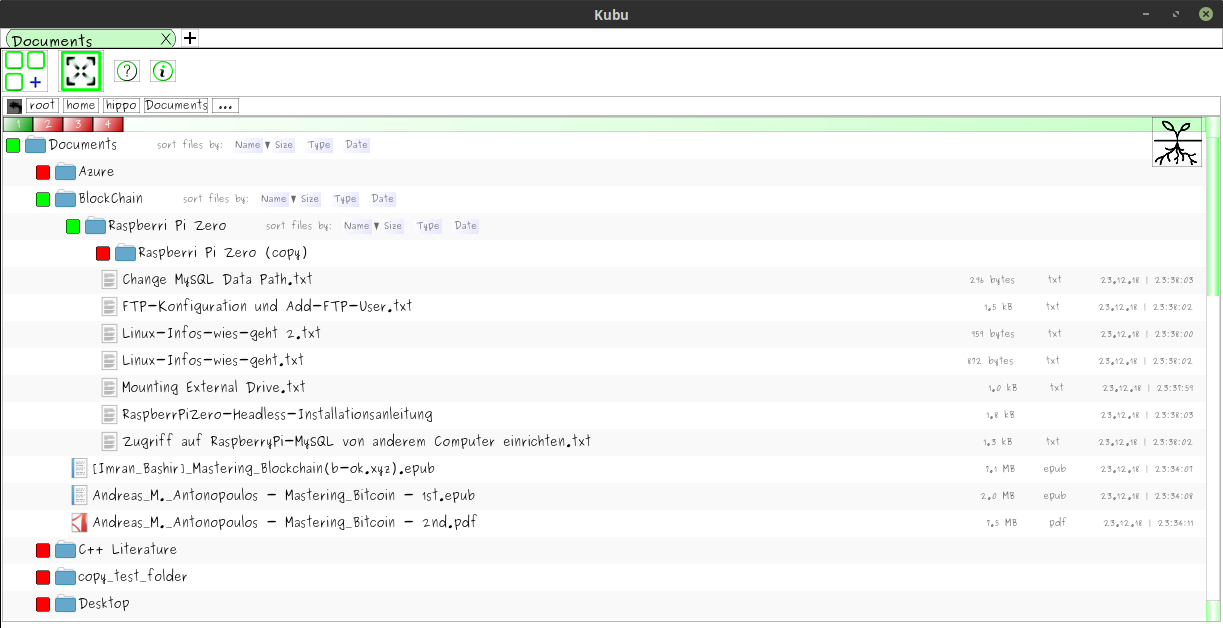 Kubu
Documents X +
+ ? i
root home hippo Documents ...
1 2 3 4
Documents sort files by: Name ▼ Size Type Date
Azure
BlockChain sort files by: Name ▼ Size Type Date
Raspberri Pi Zero sort files by: Name ▼ Size Type Date
Raspberri Pi Zero (copy)
Change MySQL Data Path.txt 296 bytes txt 23.12.18 | 23:38:03
FTP-Konfiguration und Add-FTP-User.txt 1,5 kB txt 23.12.18 | 23:38:02
Linux-Infos-wies-geht 2.txt 959 bytes txt 23.12.18 | 23:38:00
Linux-Infos-wies-geht.txt 872 bytes txt 23.12.18 | 23:38:02
Mounting External Drive.txt 1,0 kB txt 23.12.18 | 23:37:59
RaspberrPiZero-Headless-Installationsanleitung 1,8 kB 23.12.18 | 23:38:03
Zugriff auf RaspberryPi-MySQL von anderem Computer einrichten.txt 1,3 kB txt 23.12.18 | 23:38:02
[Imran_Bashir]_Mastering_Blockchain(b-ok.xyz).epub 7,1 MB epub 23.12.18 | 23:34:07
Andreas_M._Antonopoulos - Mastering_Bitcoin - 1st.epub 2,0 MB epub 23.12.18 | 23:34:08
Andreas_M._Antonopoulos - Mastering_Bitcoin - 2nd.pdf 7,5 MB pdf 23.12.18 | 23:34:11
C++ Literature
copy_test_folder
Desktop